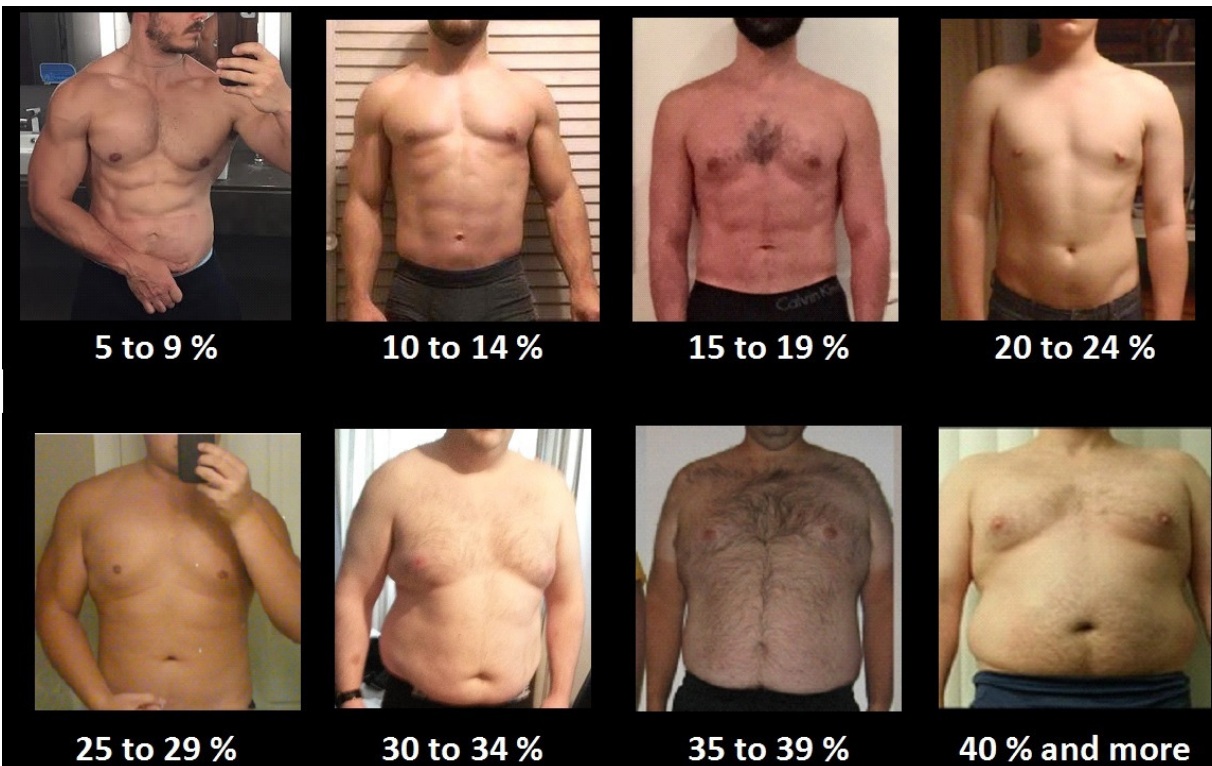 5 to 9 %
10 to 14 %
15 to 19 %
20 to 24 %
25 to 29 %
30 to 34 %
35 to 39 %
40 % and more